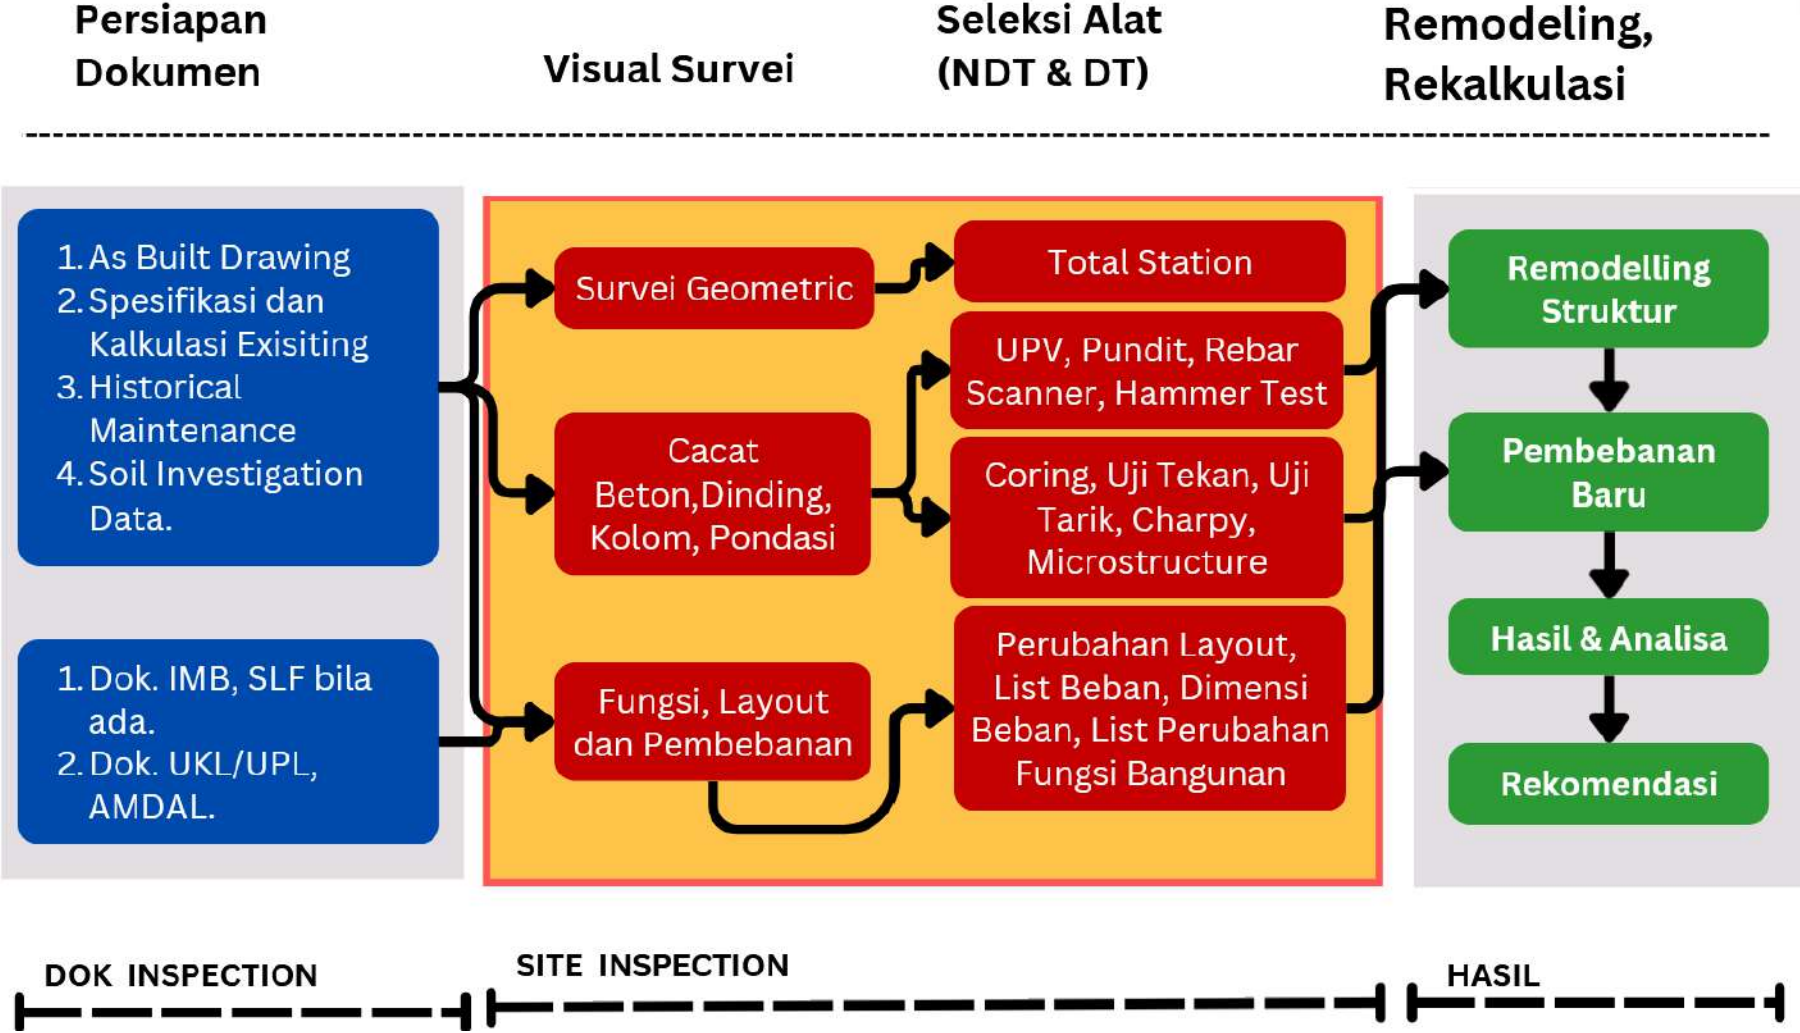 Persiapan
Dokumen
Visual Survei
Seleksi Alat
(NDT & DT)
Remodeling,
Rekalkulasi
1. As Built Drawing
2. Spesifikasi dan
Kalkulasi Exisiting
3. Historical
Maintenance
4. Soil Investigation
Data.
1. Dok. IMB, SLF bila
ada.
2. Dok. UKL/UPL,
AMDAL.
Survei Geometric
Cacat
Beton,Dinding,
Kolom, Pondasi
Fungsi, Layout
dan Pembebanan
Total Station
UPV, Pundit, Rebar
Scanner, Hammer Test
Coring, Uji Tekan, Uji
Tarik, Charpy,
Microstructure
Perubahan Layout,
List Beban, Dimensi
Beban, List Perubahan
Fungsi Bangunan
Remodelling
Struktur
Pembebanan
Baru
Hasil & Analisa
Rekomendasi
DOK INSPECTION
SITE INSPECTION
HASIL